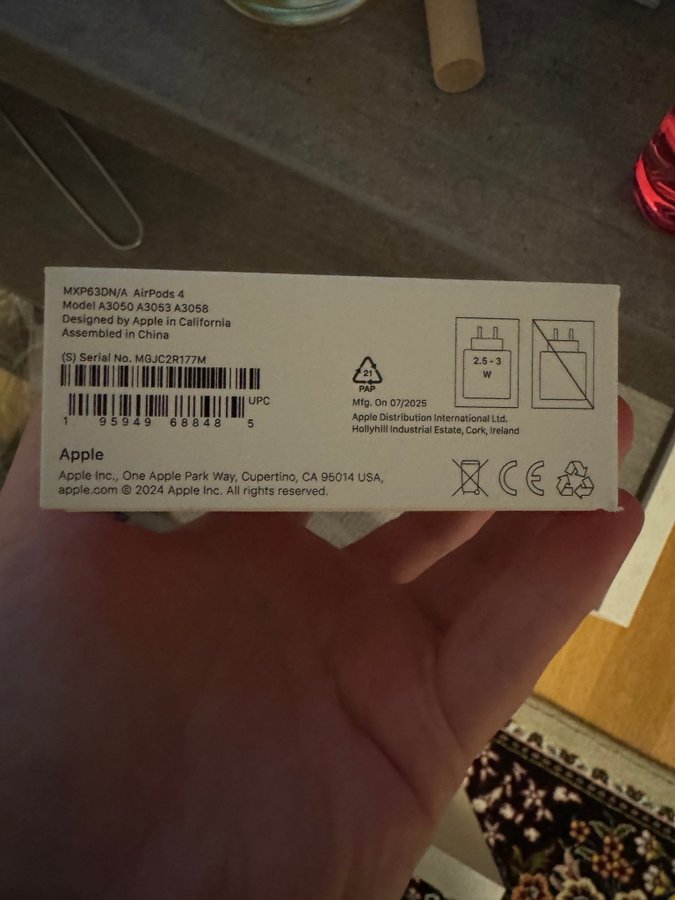 MXP63DN/A AirPods 4
Model A3050 A3053 A3058
Designed by Apple in California
Assembled in China
(S) Serial No. MGJC2R177M
UPC
1 95949 68848 5
Apple
Apple Inc., One Apple Park Way, Cupertino, CA 95014 USA,
apple.com © 2024 Apple Inc. All rights reserved.
21
PAP
Mfg. On 07/2025
Apple Distribution International Ltd.
Hollyhill Industrial Estate, Cork, Ireland
2.5 - 3
W
CE